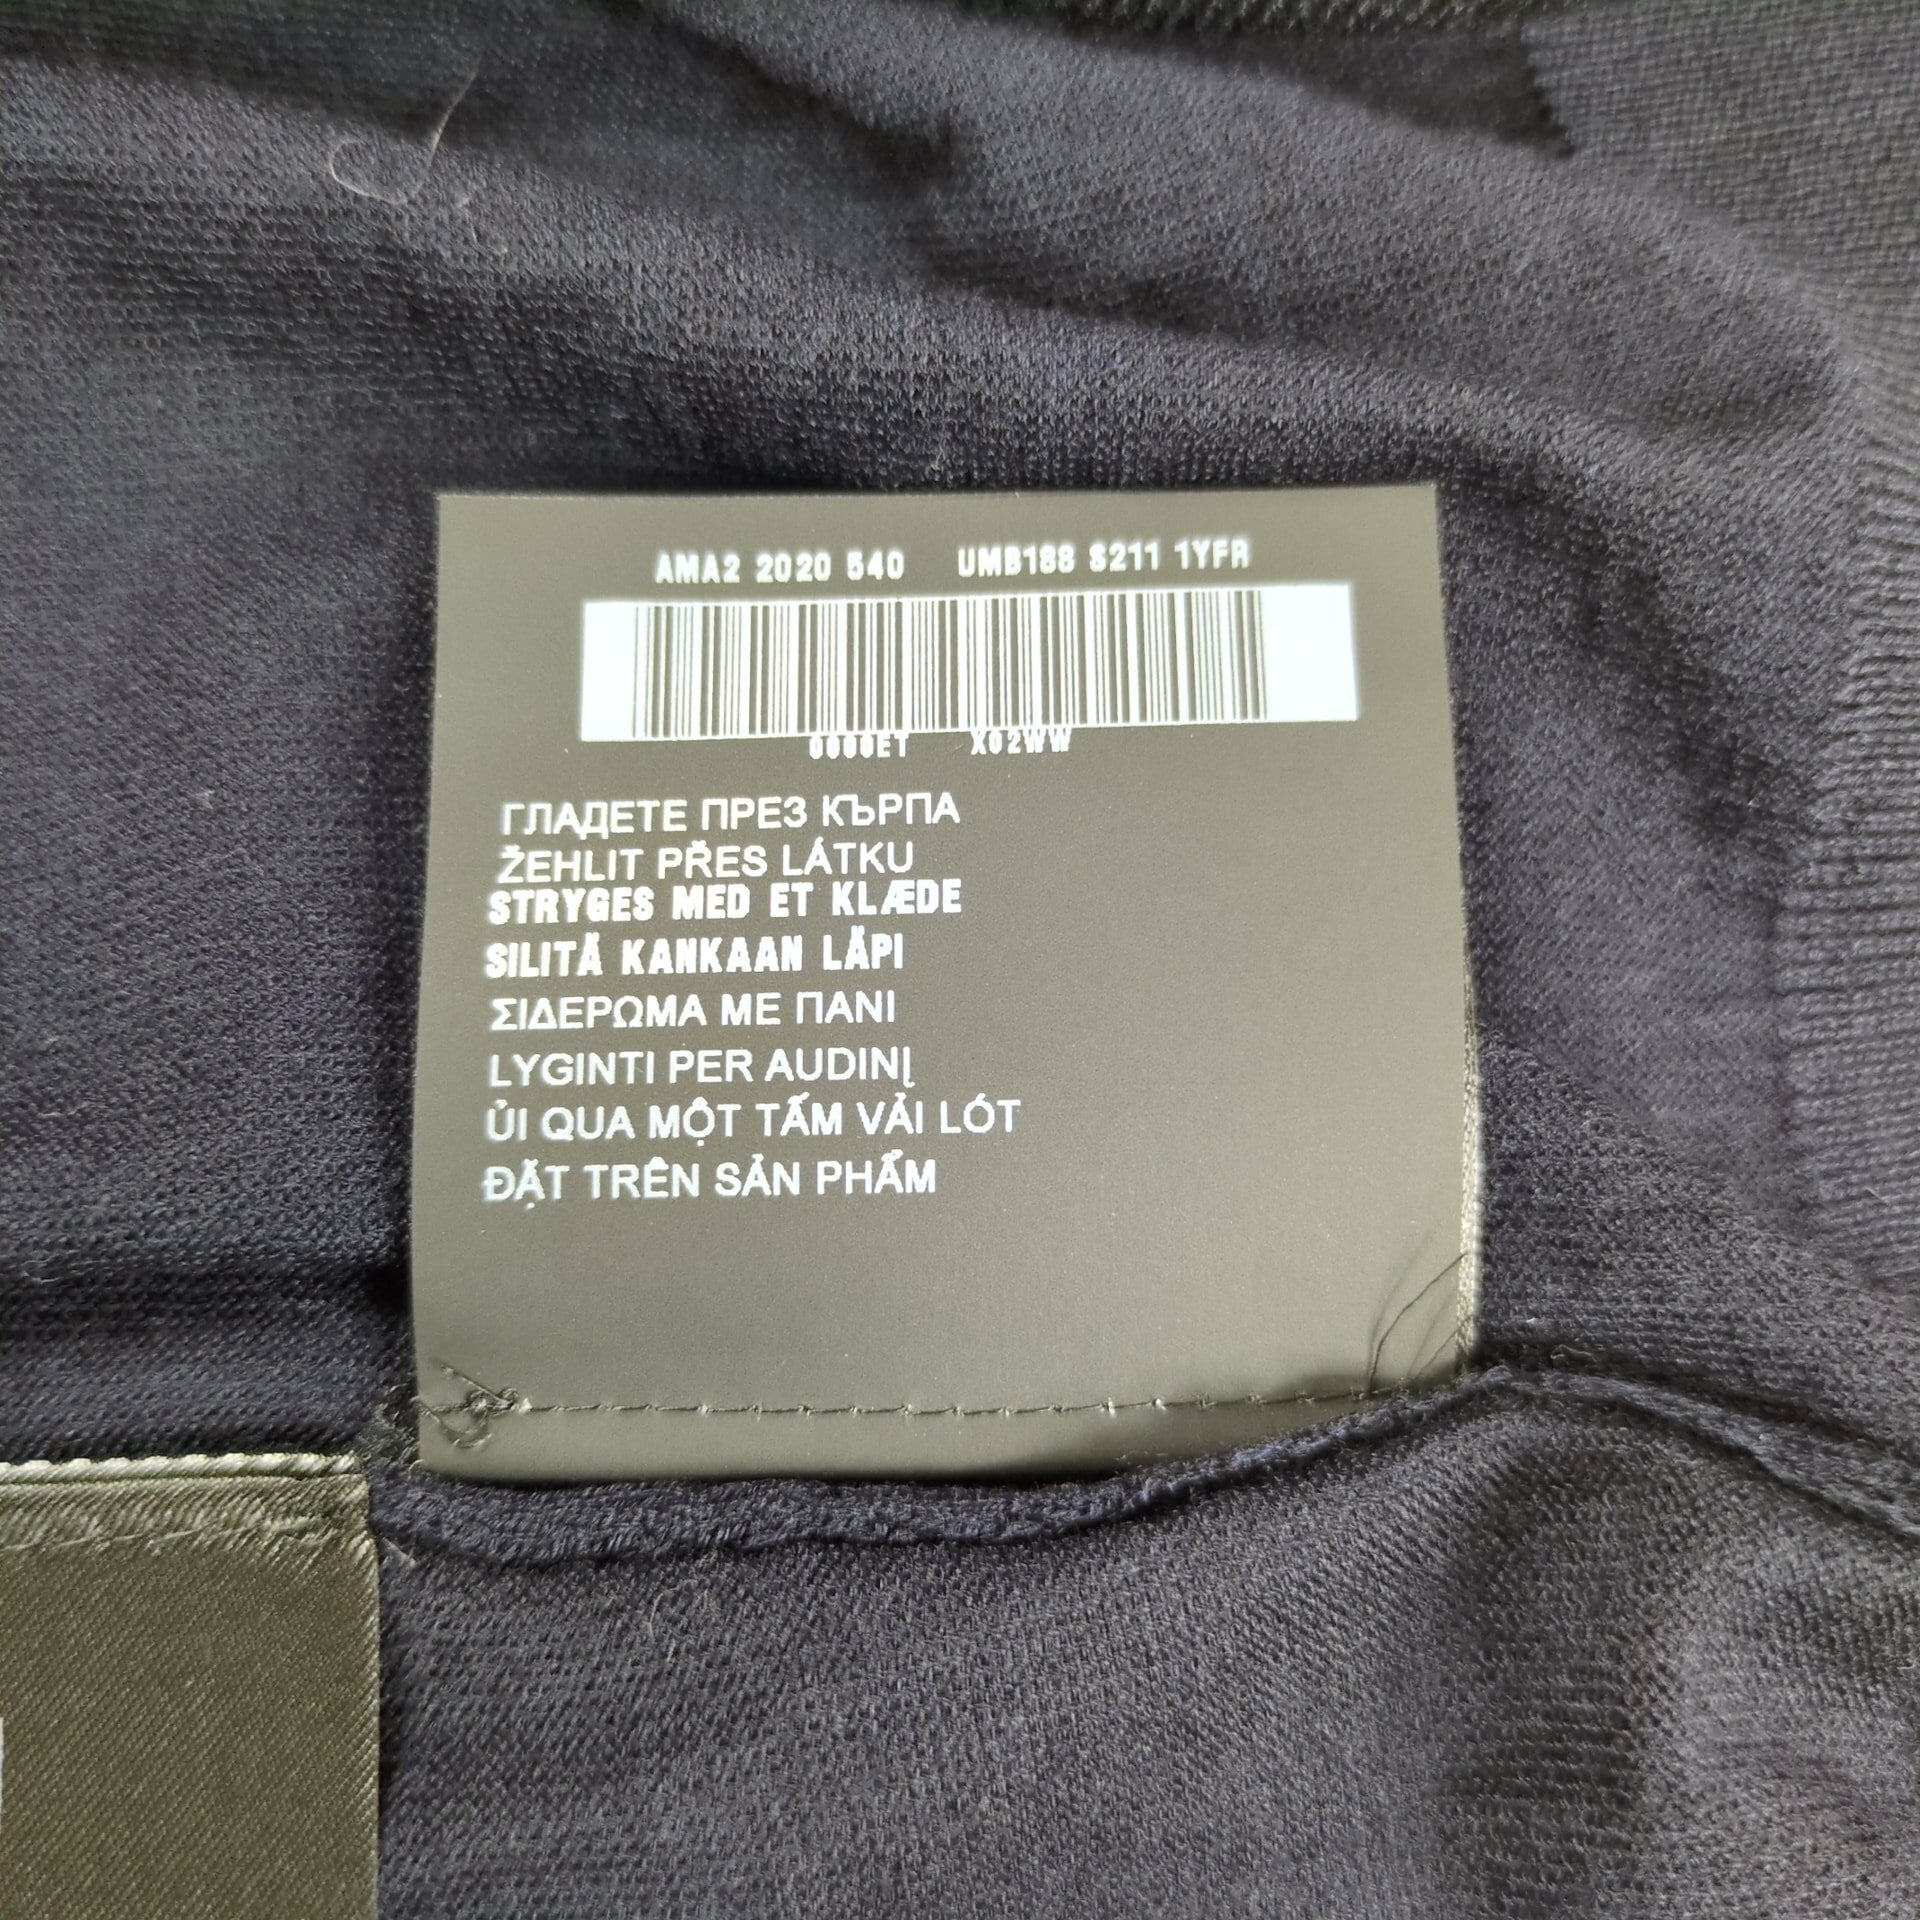 AMA2 2020 540 UMB188 S211 1YFR
0000ET X02WW
ГЛАДЕТЕ ПРЕЗ КЪРПА
ŽEHLIT PŘES LÁTKU
STRYGES MED ET KLÆDE
SILITÄ KANKAAN LÄPI
ΣΙΔΕΡΩΜΑ ΜΕ ΠΑΝΙ
LYGINTI PER AUDINĮ
ỦI QUA MỘT TẤM VẢI LÓT
ĐẶT TRÊN SẢN PHẨM